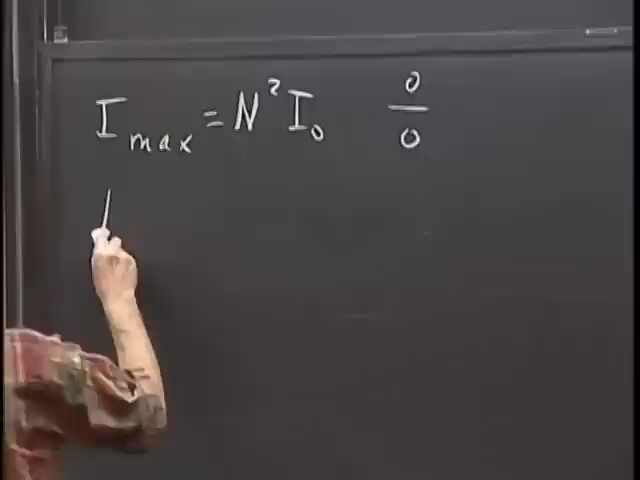 I_max = N²I₀ 0/0